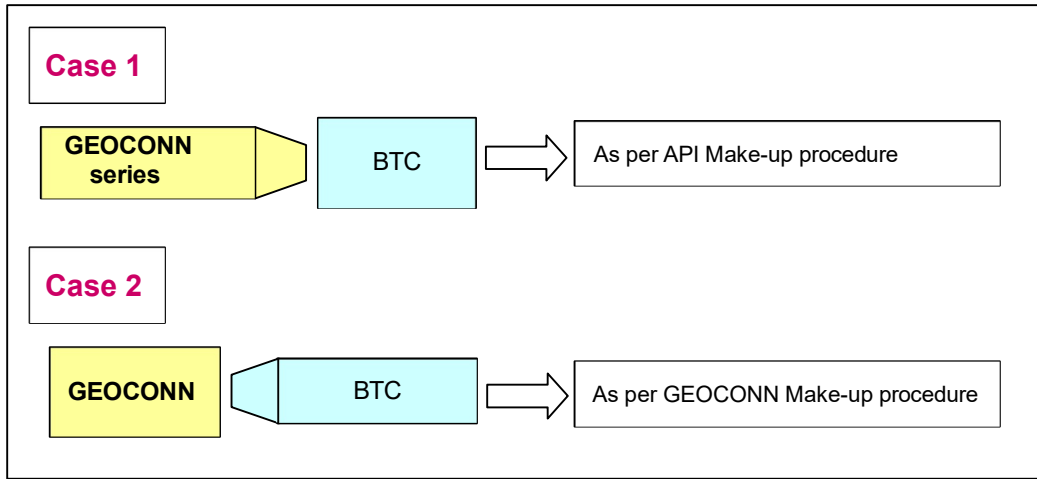 Case 1
GEOCONN
series
BTC
As per API Make-up procedure
Case 2
GEOCONN
BTC
As per GEOCONN Make-up procedure